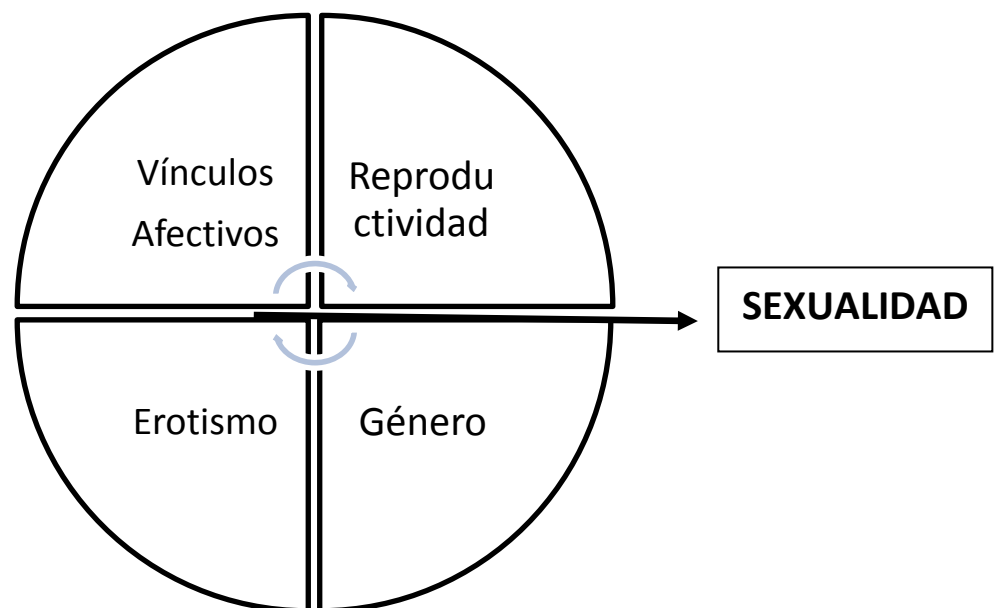 Vínculos
Afectivos
Reprodu
ctividad
SEXUALIDAD
Erotismo
Género